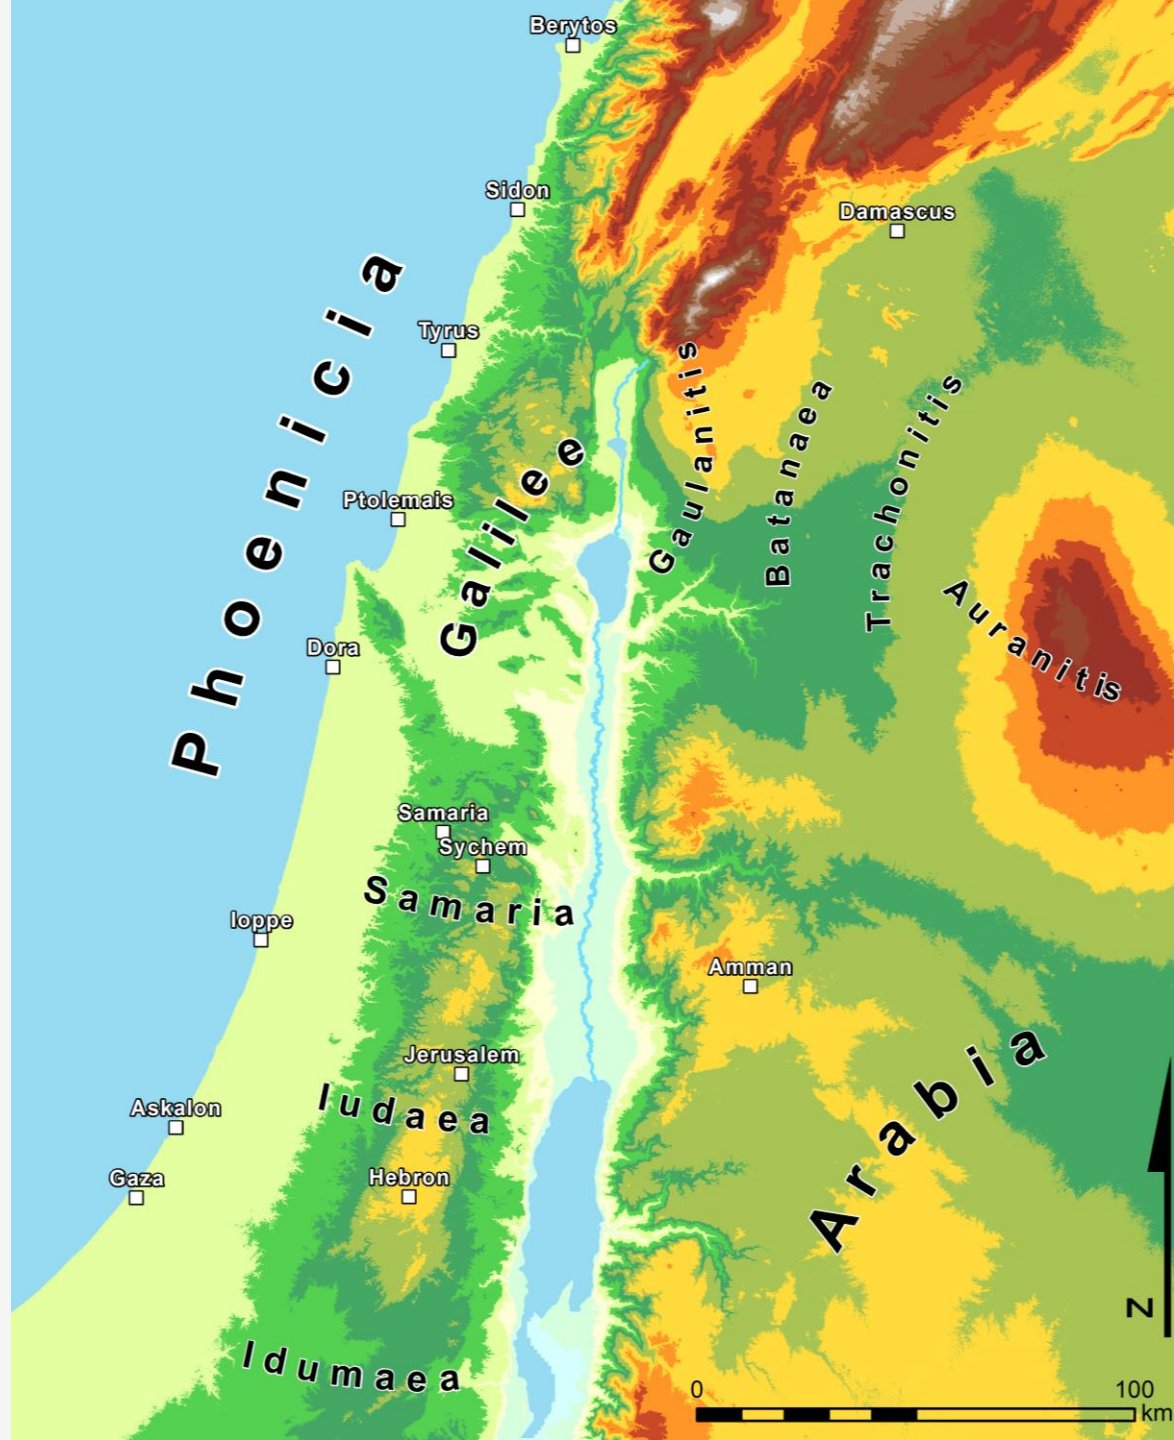 Berytos
Sidon
Damascus
Phoenicia
Tyrus
Gaulanitis
Batanaea
Trachonitis
Galilee
Ptolemais
Auranitis
Dora
Samaria
Sychem
Samaria
Ioppe
Amman
Arabia
Jerusalem
Iudaea
Askalon
Gaza
Hebron
Idumaea
N
0 100
km